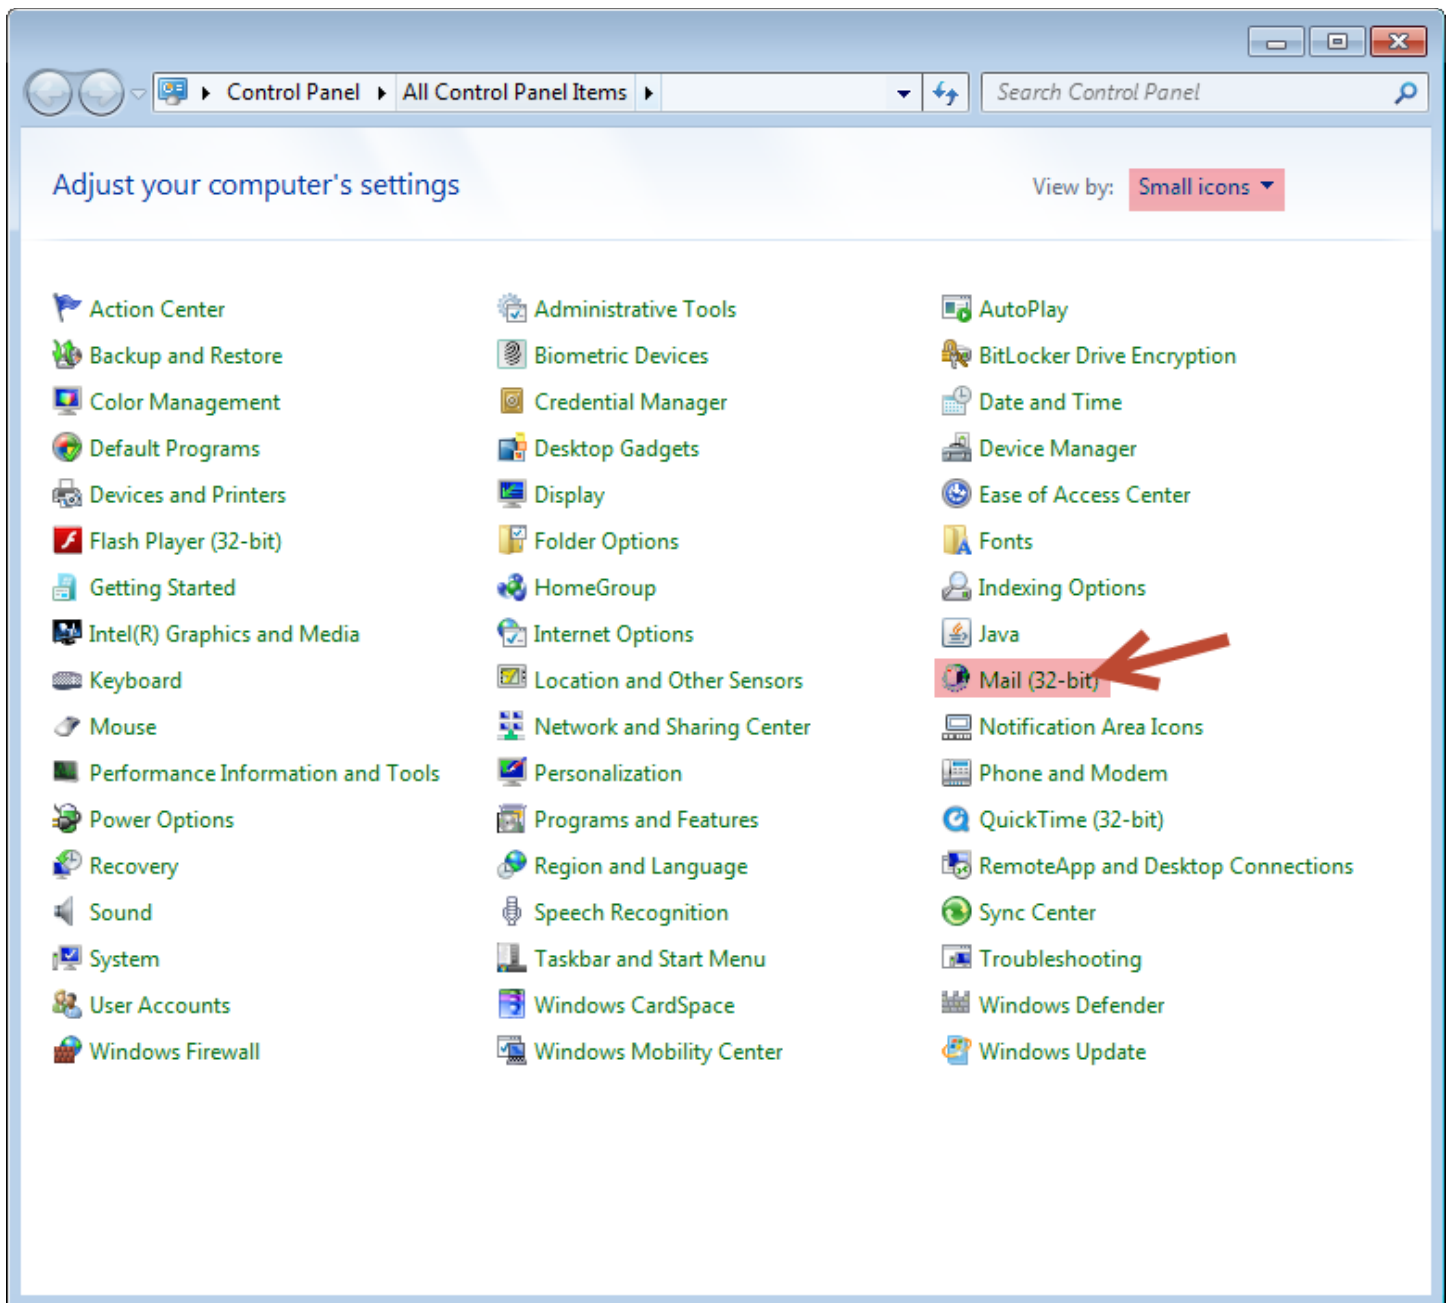 Control Panel All Control Panel Items Search Control Panel
Adjust your computer's settings View by: Small icons
Action Center Administrative Tools AutoPlay
Backup and Restore Biometric Devices BitLocker Drive Encryption
Color Management Credential Manager Date and Time
Default Programs Desktop Gadgets Device Manager
Devices and Printers Display Ease of Access Center
Flash Player (32-bit) Folder Options Fonts
Getting Started HomeGroup Indexing Options
Intel(R) Graphics and Media Internet Options Java
Keyboard Location and Other Sensors Mail (32-bit)
Mouse Network and Sharing Center Notification Area Icons
Performance Information and Tools Personalization Phone and Modem
Power Options Programs and Features QuickTime (32-bit)
Recovery Region and Language RemoteApp and Desktop Connections
Sound Speech Recognition Sync Center
System Taskbar and Start Menu Troubleshooting
User Accounts Windows CardSpace Windows Defender
Windows Firewall Windows Mobility Center Windows Update